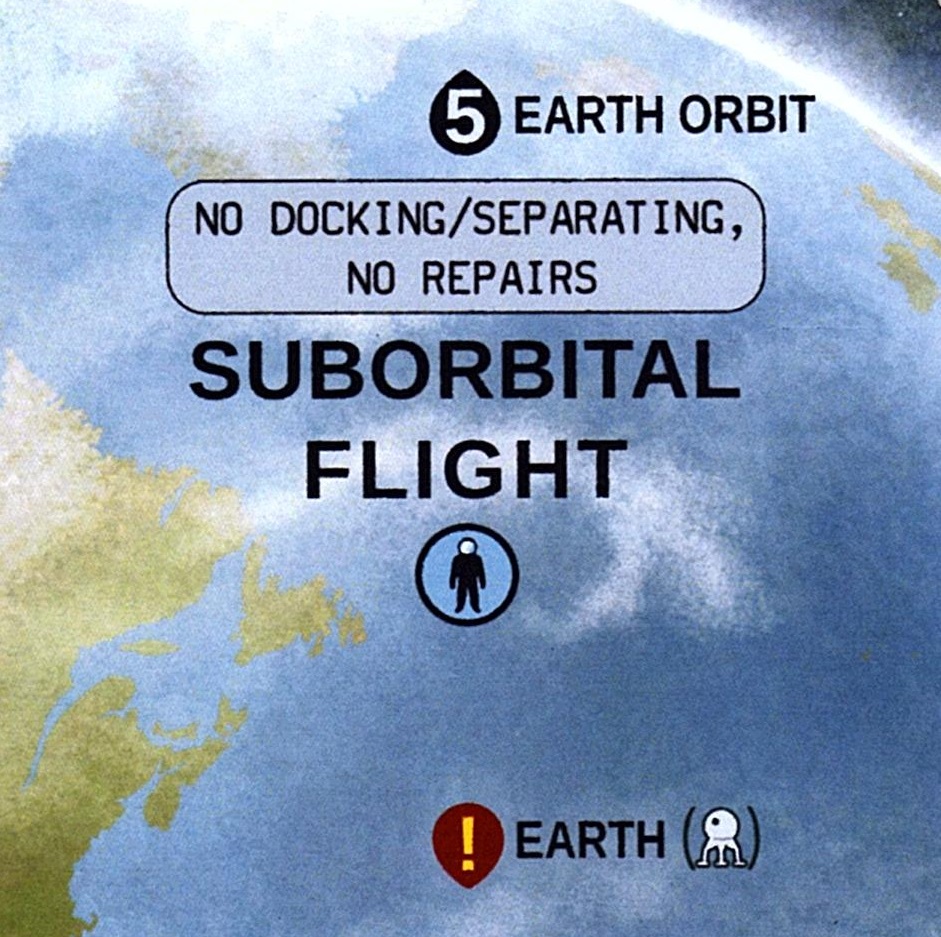 5 EARTH ORBIT
NO DOCKING/SEPARATING,
NO REPAIRS
SUBORBITAL
FLIGHT
! EARTH ( )